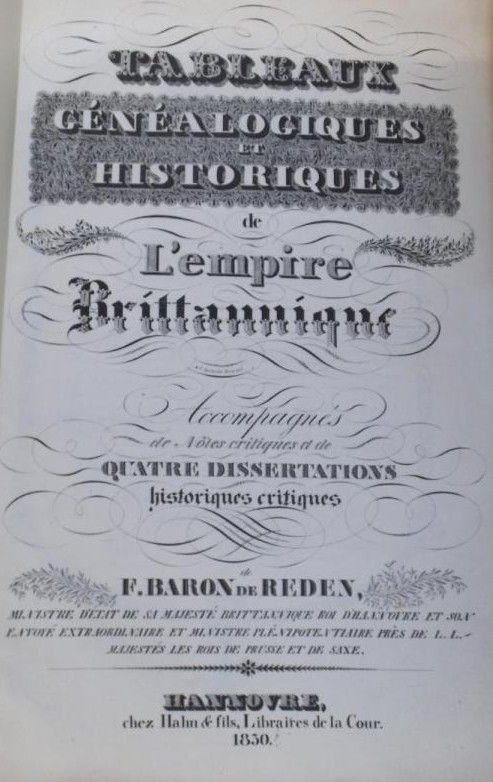 TABLEAUX
GÉNÉALOGIQUES
ET
HISTORIQUES
de
L'empire
Brittannique
Accompagnés
de Nôtes critiques et de
QUATRE DISSERTATIONS
historiques critiques
de
F. BARON DE REDEN,
MINISTRE D'ETAT DE SA MAJESTÉ BRITTANNIQUE ROI D'HANNOVRE ET SON
ENVOYÉ EXTRAORDINAIRE ET MINISTRE PLÉNIPOTENTIAIRE PRÈS DE L. L.
MAJESTÉS LES ROIS DE PRUSSE ET DE SAXE.
HANNOVRE,
chez Hahn & fils, Libraires de la Cour.
1830.